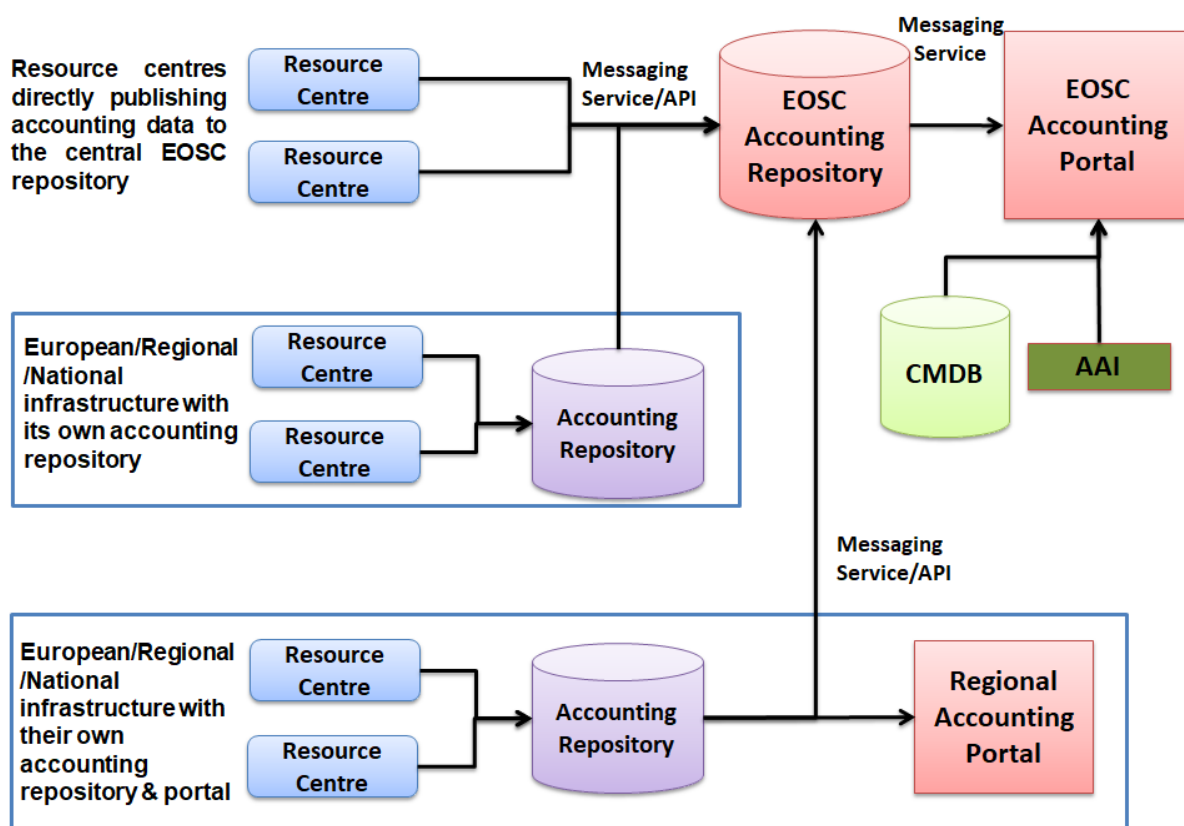 Resource centres
directly publishing
accounting data to
the central EOSC
repository
Resource
Centre
Resource
Centre
Messaging
Service/API
EOSC
Accounting
Repository
Messaging
Service
EOSC
Accounting
Portal
CMDB
AAI
European/Regional
/National
infrastructure with
its own accounting
repository
Resource
Centre
Resource
Centre
Accounting
Repository
Messaging
Service/API
European/Regional
/National
infrastructure with
their own
accounting
repository & portal
Resource
Centre
Resource
Centre
Accounting
Repository
Regional
Accounting
Portal